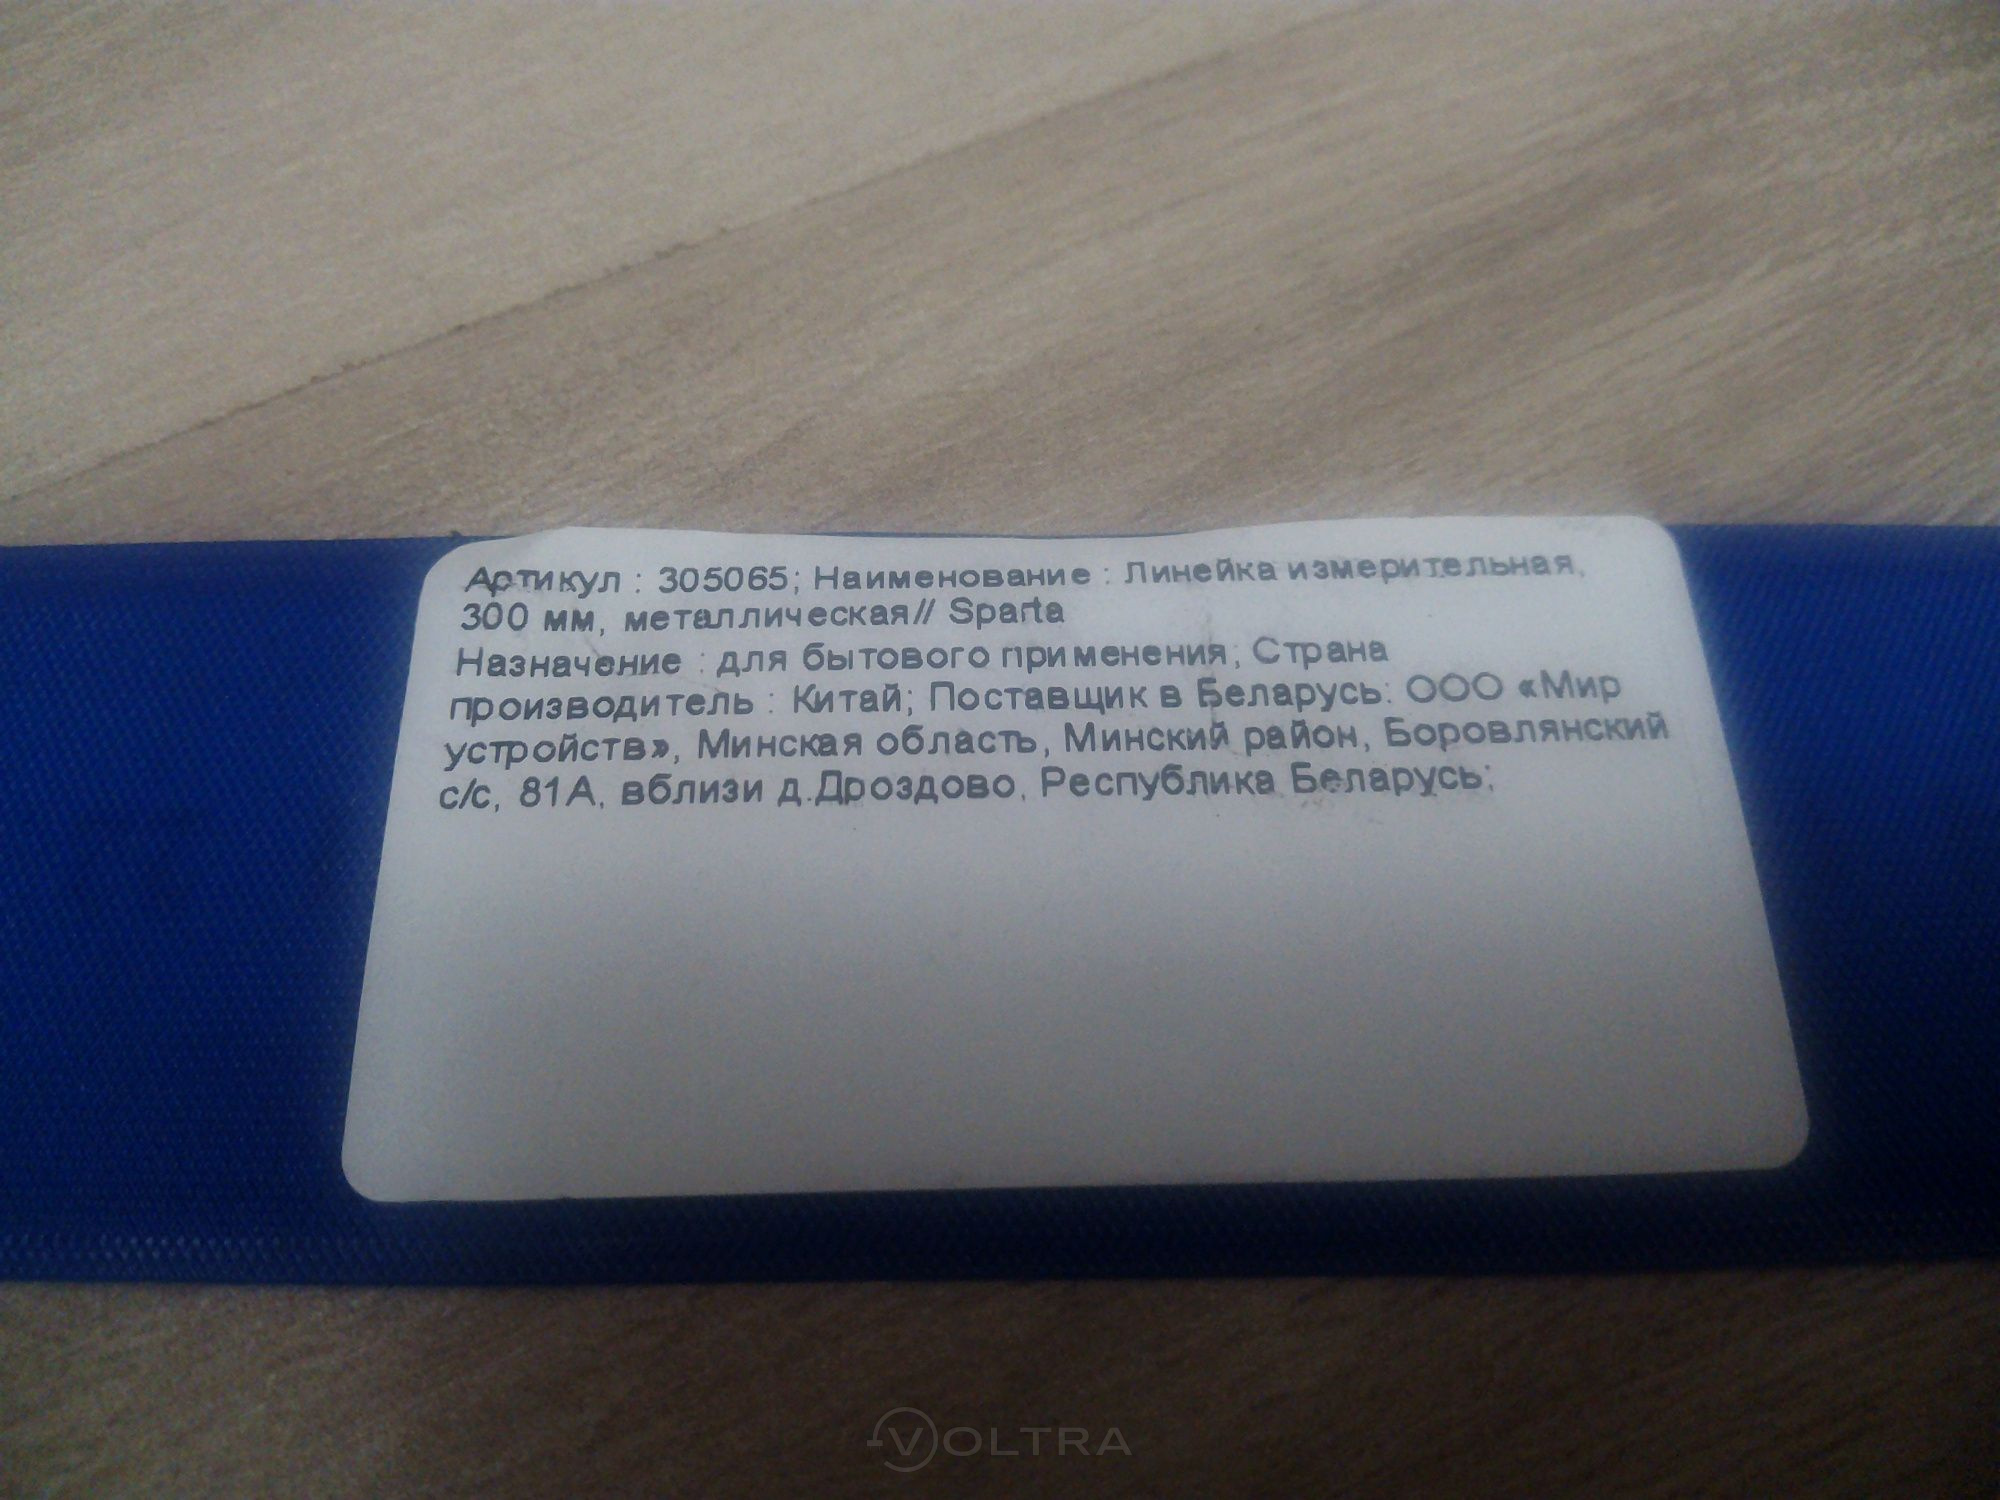 Артикул : 305065; Наименование : Линейка измерительная,
300 мм, металлическая// Sparta
Назначение : для бытового применения; Страна
производитель : Китай; Поставщик в Беларусь: ООО «Мир
устройств», Минская область, Минский район, Боровлянский
с/с, 81А, вблизи д.Дроздово, Республика Беларусь;
VOLTRA